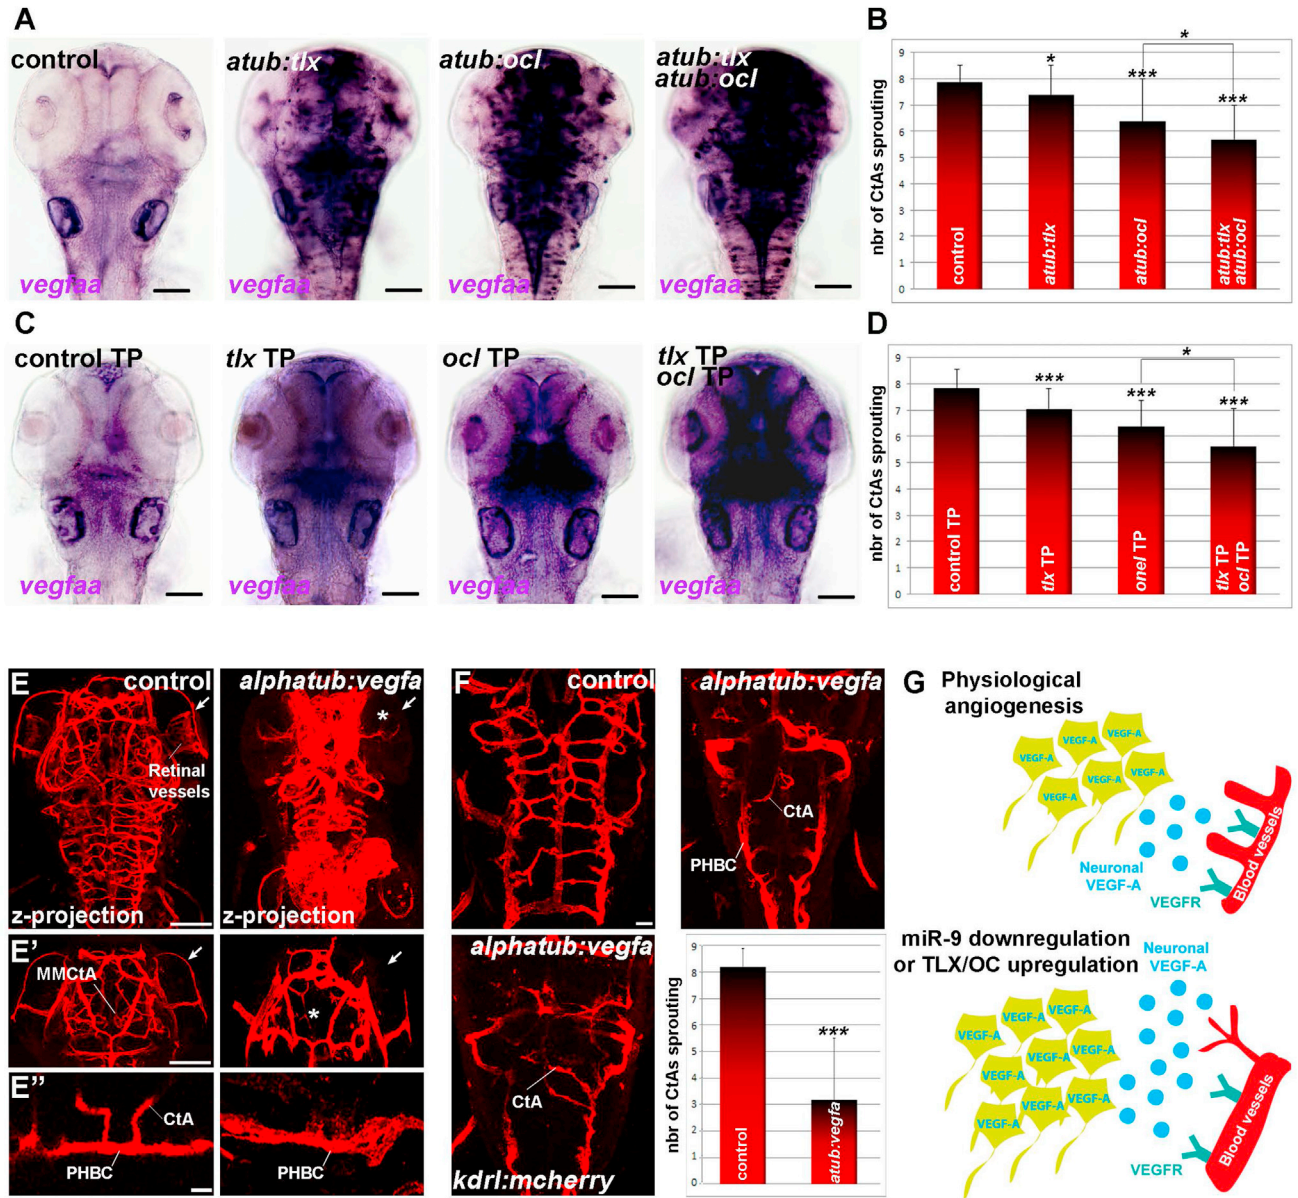 A
control
atub:tlx
atub:ocl
atub:tlx
atub:ocl
vegfaa
vegfaa
vegfaa
vegfaa
B
nbr of CtAs sprouting
9
8
7
6
5
4
3
2
1
0
*
***
***
*
control
atub:tlx
atub:ocl
atub:tlx
atub:ocl
C
control TP
tlx TP
ocl TP
tlx TP
ocl TP
vegfaa
vegfaa
vegfaa
vegfaa
D
nbr of CtAs sprouting
9
8
7
6
5
4
3
2
1
0
***
***
***
*
control TP
tlx TP
onel TP
tlx TP
ocl TP
E
control
Retinal
vessels
z-projection
alphatub:vegfa
*
z-projection
E'
MMCtA
*
E"
CtA
PHBC
PHBC
F
control
alphatub:vegfa
CtA
PHBC
alphatub:vegfa
CtA
kdrl:mcherry
nbr of CtAs sprouting
9
8
7
6
5
4
3
2
1
0
***
control
atub:vegfa
G
Physiological
angiogenesis
VEGF-A
VEGF-A
VEGF-A
VEGF-A
VEGF-A
VEGF-A
Neuronal
VEGF-A
VEGFR
Blood vessels
miR-9 downregulation
or TLX/OC upregulation
Neuronal
VEGF-A
VEGF-A
VEGF-A
VEGF-A
VEGF-A
VEGF-A
VEGF-A
VEGF-A
VEGF-A
VEGF-A
VEGFR
Blood vessels